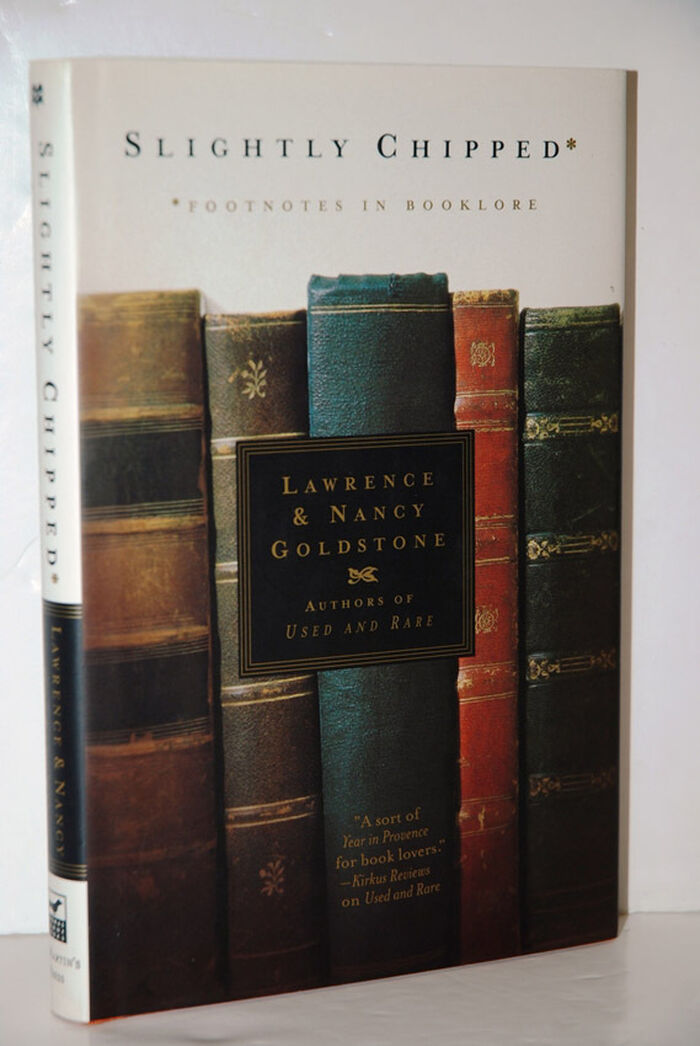 SLIGHTLY CHIPPED*
*FOOTNOTES IN BOOKLORE
LAWRENCE
& NANCY
GOLDSTONE
AUTHORS OF
USED AND RARE
"A sort of
Year in Provence
for book lovers."
—Kirkus Reviews
on Used and Rare
SLIGHTLY CHIPPED*
LAWRENCE & NANCY